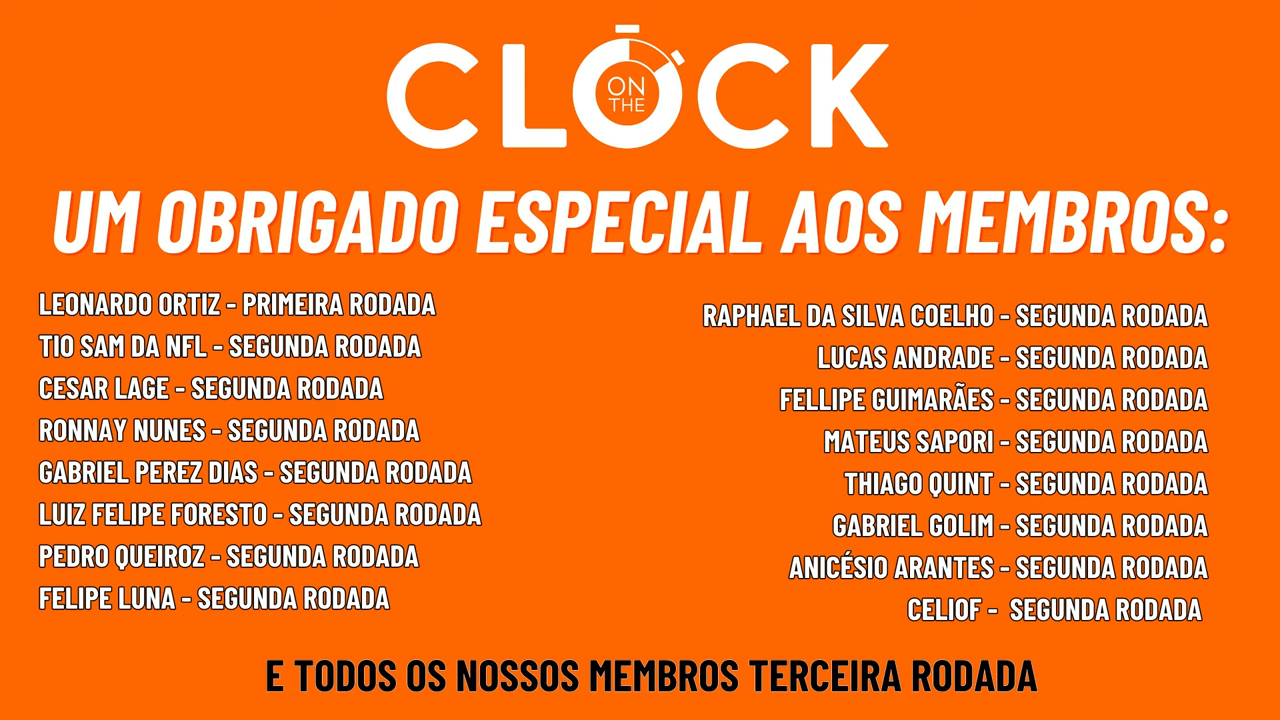 CLOCK
ON
THE
UM OBRIGADO ESPECIAL AOS MEMBROS:
LEONARDO ORTIZ - PRIMEIRA RODADA
TIO SAM DA NFL - SEGUNDA RODADA
CESAR LAGE - SEGUNDA RODADA
RONNAY NUNES - SEGUNDA RODADA
GABRIEL PEREZ DIAS - SEGUNDA RODADA
LUIZ FELIPE FORESTO - SEGUNDA RODADA
PEDRO QUEIROZ - SEGUNDA RODADA
FELIPE LUNA - SEGUNDA RODADA
RAPHAEL DA SILVA COELHO - SEGUNDA RODADA
LUCAS ANDRADE - SEGUNDA RODADA
FELLIPE GUIMARÃES - SEGUNDA RODADA
MATEUS SAPORI - SEGUNDA RODADA
THIAGO QUINT - SEGUNDA RODADA
GABRIEL GOLIM - SEGUNDA RODADA
ANICÉSIO ARANTES - SEGUNDA RODADA
CELIOF - SEGUNDA RODADA
E TODOS OS NOSSOS MEMBROS TERCEIRA RODADA